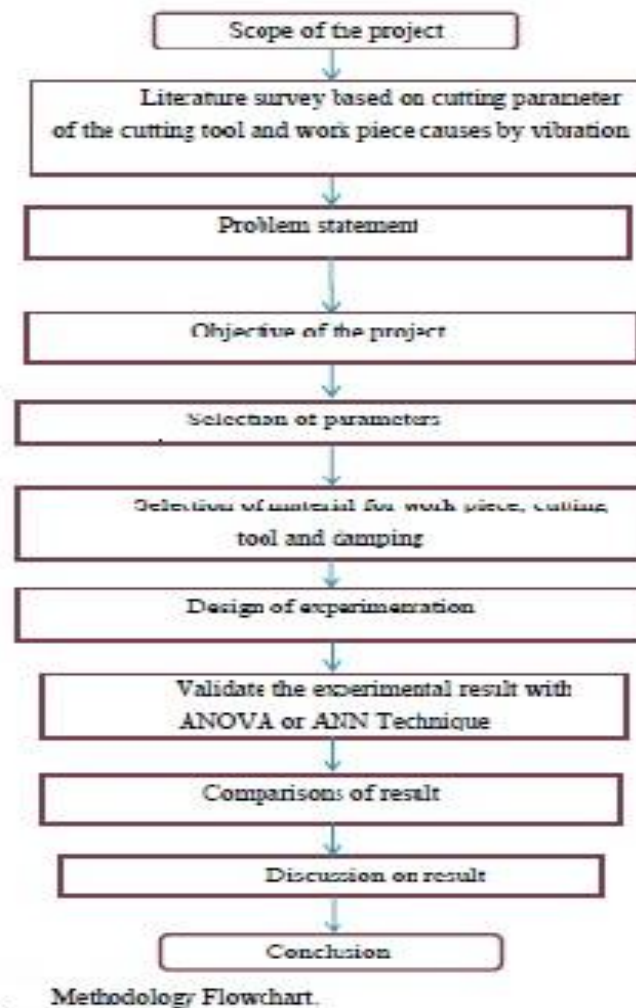 Scope of the project
Literature survey based on cutting parameter
of the cutting tool and work piece causes by vibration
Problem statement
Objective of the project
Selection of parameters
Selection of material for work piece, cutting
tool and damping
Design of experimentation
Validate the experimental result with
ANOVA or ANN Technique
Comparisons of result
Discussion on result
Conclusion
Methodology Flowchart.